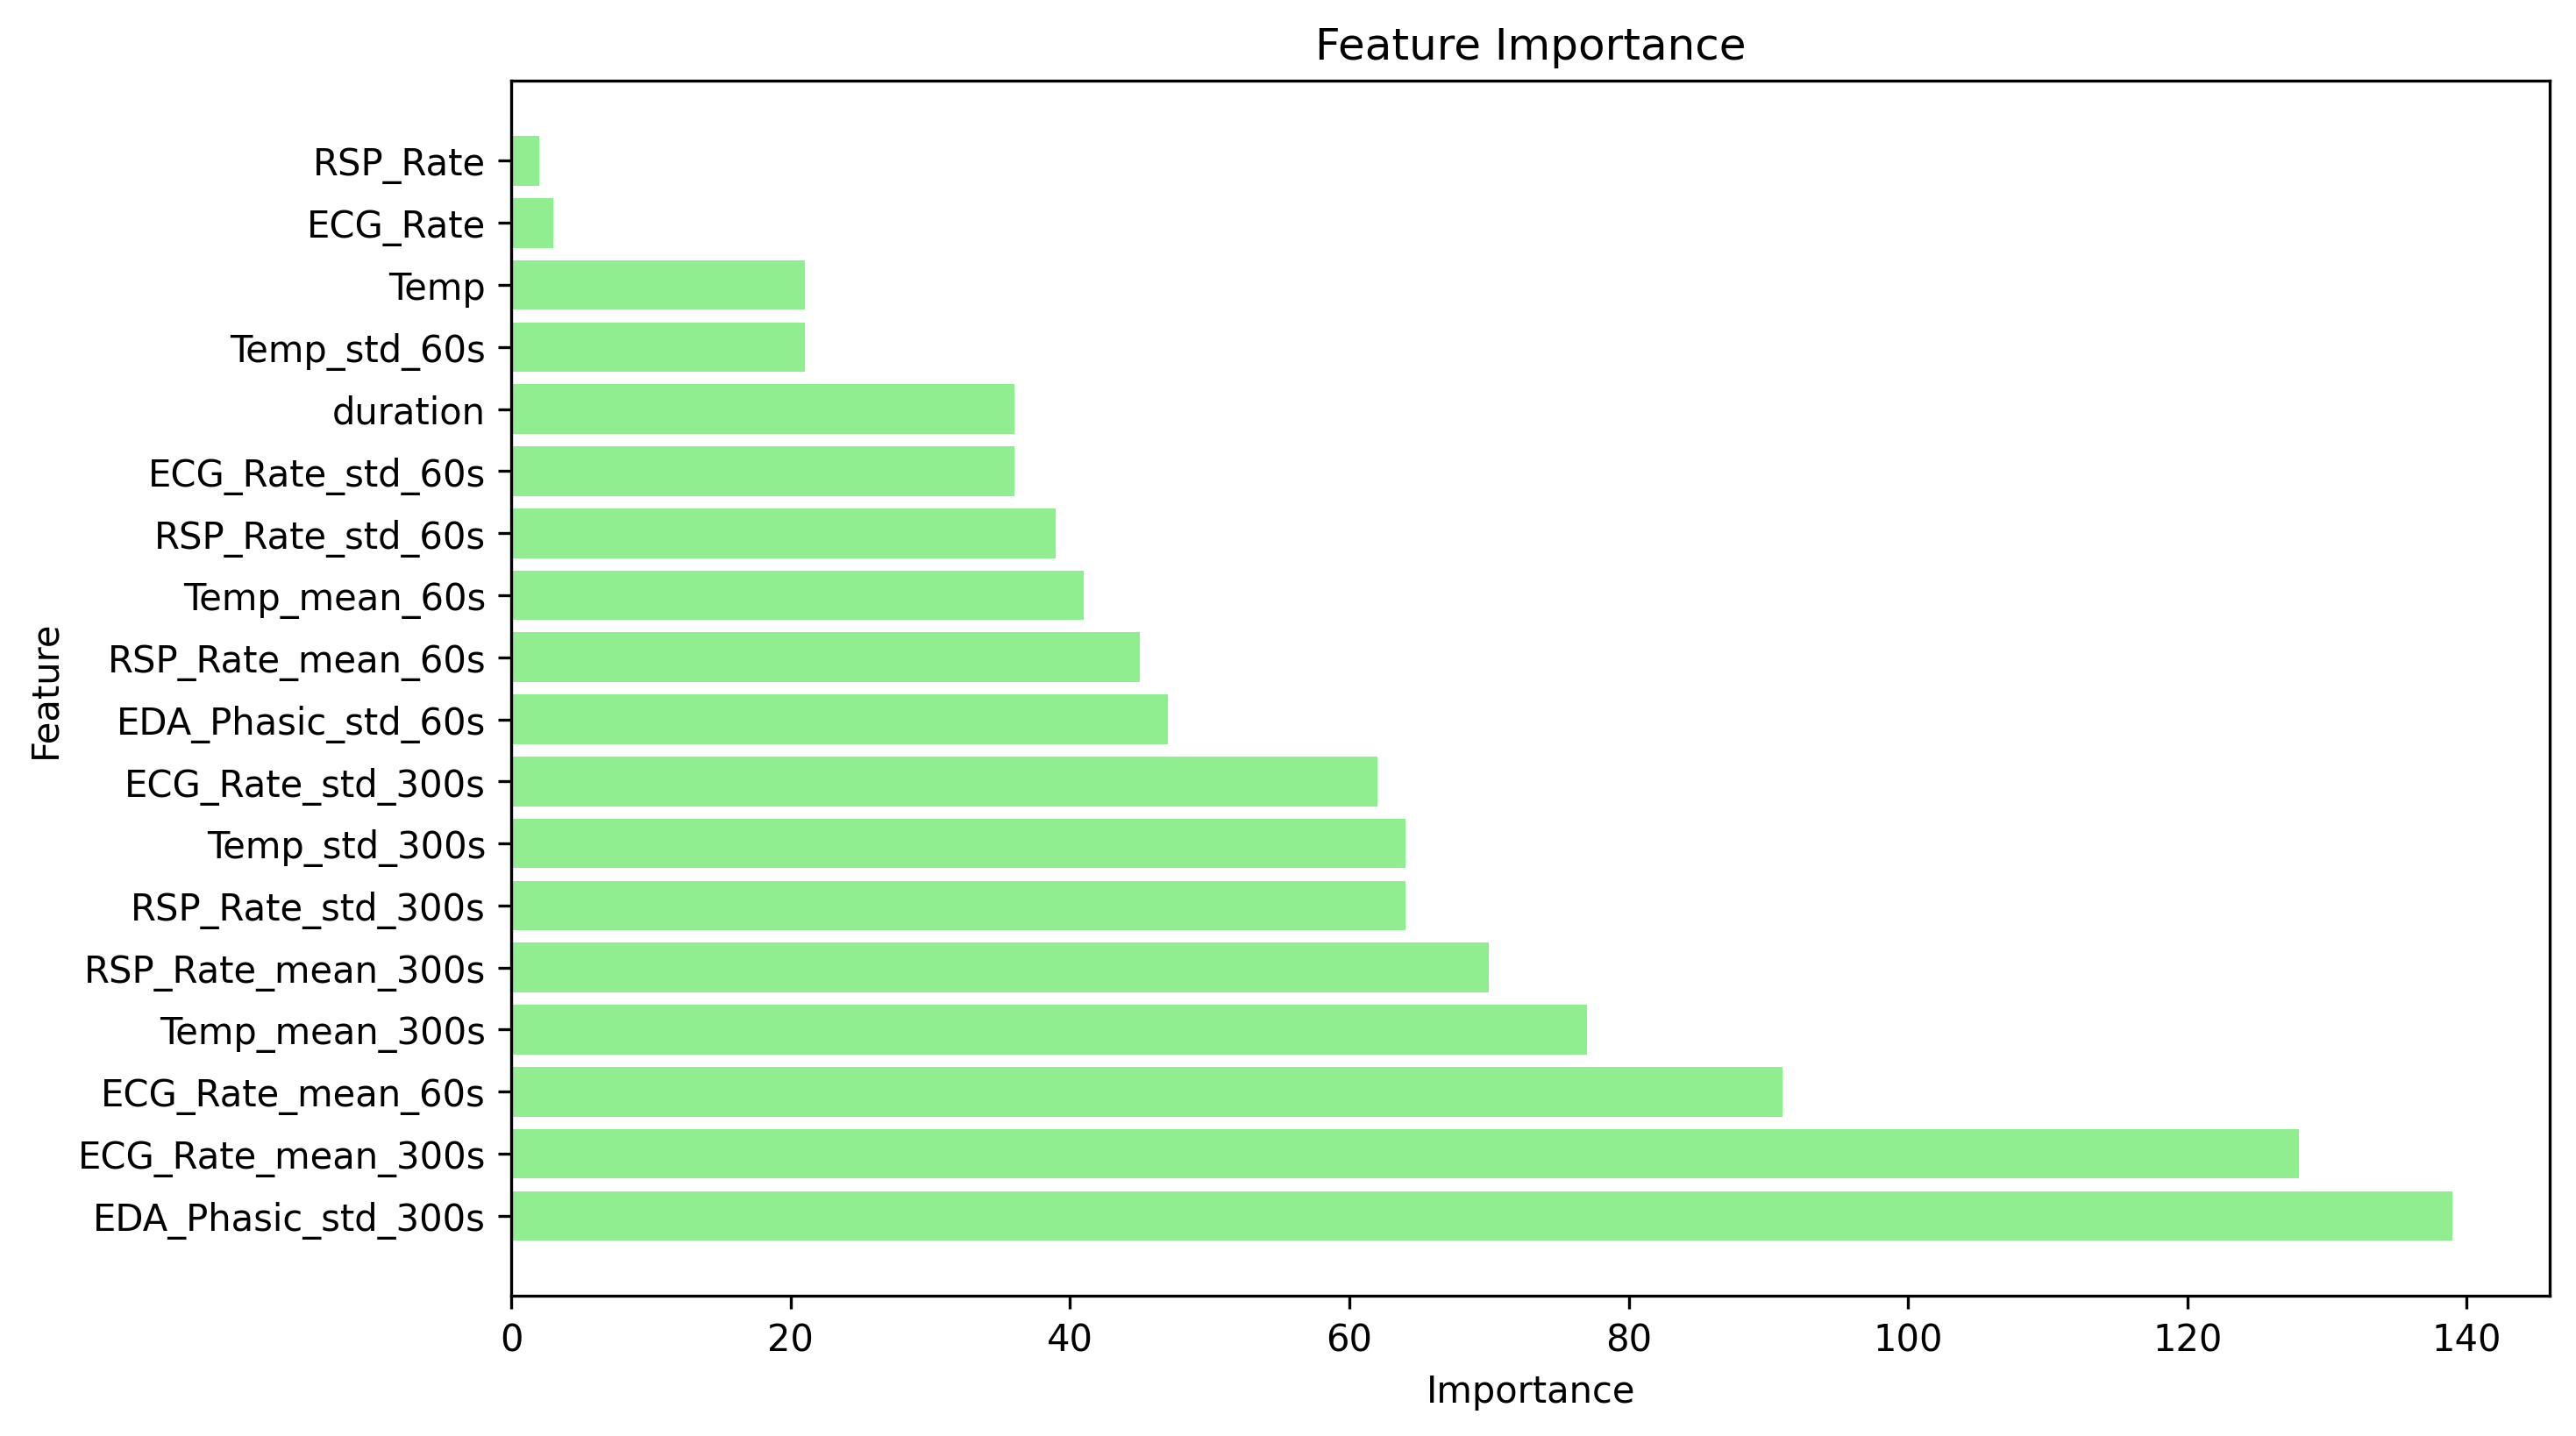 Feature Importance
RSP_Rate
ECG_Rate
Temp
Temp_std_60s
duration
ECG_Rate_std_60s
RSP_Rate_std_60s
Temp_mean_60s
RSP_Rate_mean_60s
EDA_Phasic_std_60s
ECG_Rate_std_300s
Temp_std_300s
RSP_Rate_std_300s
RSP_Rate_mean_300s
Temp_mean_300s
ECG_Rate_mean_60s
ECG_Rate_mean_300s
EDA_Phasic_std_300s
Feature
0 20 40 60 80 100 120 140
Importance